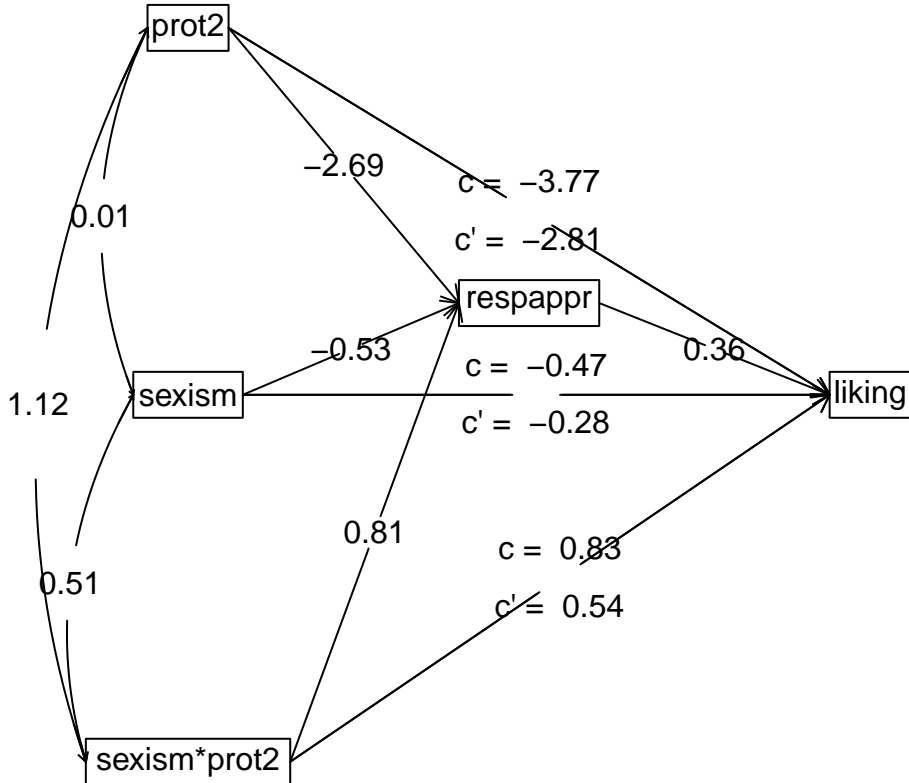 prot2
−2.69
c = −3.77
0.01
c' = −2.81
respappr
−0.53
0.36
c = −0.47
sexism
liking
1.12
c' = −0.28
0.81
c = 0.83
0.51
c' = 0.54
sexism*prot2